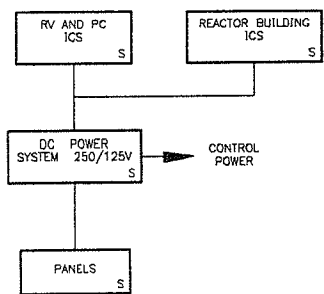 RV AND PC
ICS
S
REACTOR BUILDING
ICS
S
DC POWER
SYSTEM 250/125V
S
CONTROL
POWER
PANELS
S